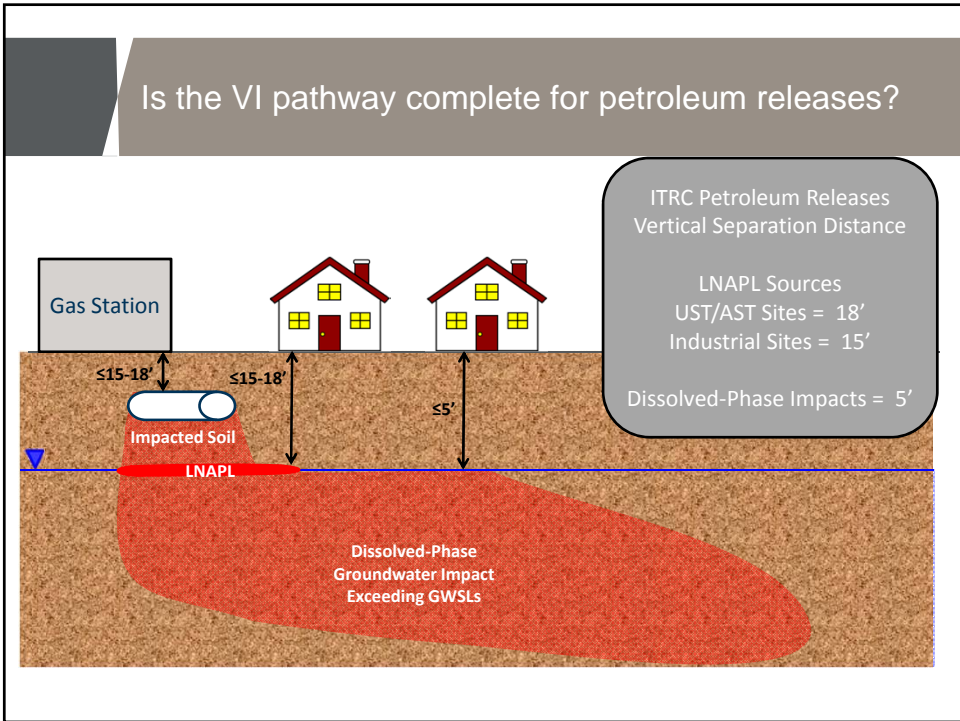 Is the VI pathway complete for petroleum releases?
ITRC Petroleum Releases
Vertical Separation Distance
LNAPL Sources
UST/AST Sites = 18’
Industrial Sites = 15’
Dissolved-Phase Impacts = 5’
Gas Station
≤15-18’
≤15-18’
≤5’
Impacted Soil
LNAPL
Dissolved-Phase
Groundwater Impact
Exceeding GWSLs